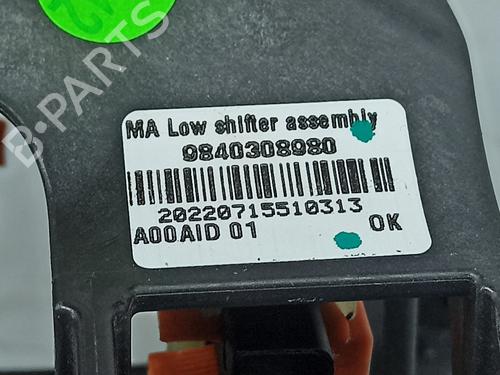 B-PARTS
MA Low shifter assembly
9840308980
20220715510313
A00AID 01 OK